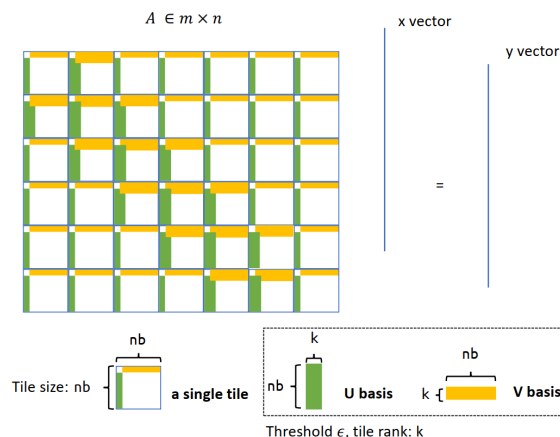 A ∈ m × n
x vector
y vector
=
nb
k
nb
Tile size: nb
a single tile
nb
U basis
k
V basis
Threshold ϵ, tile rank: k